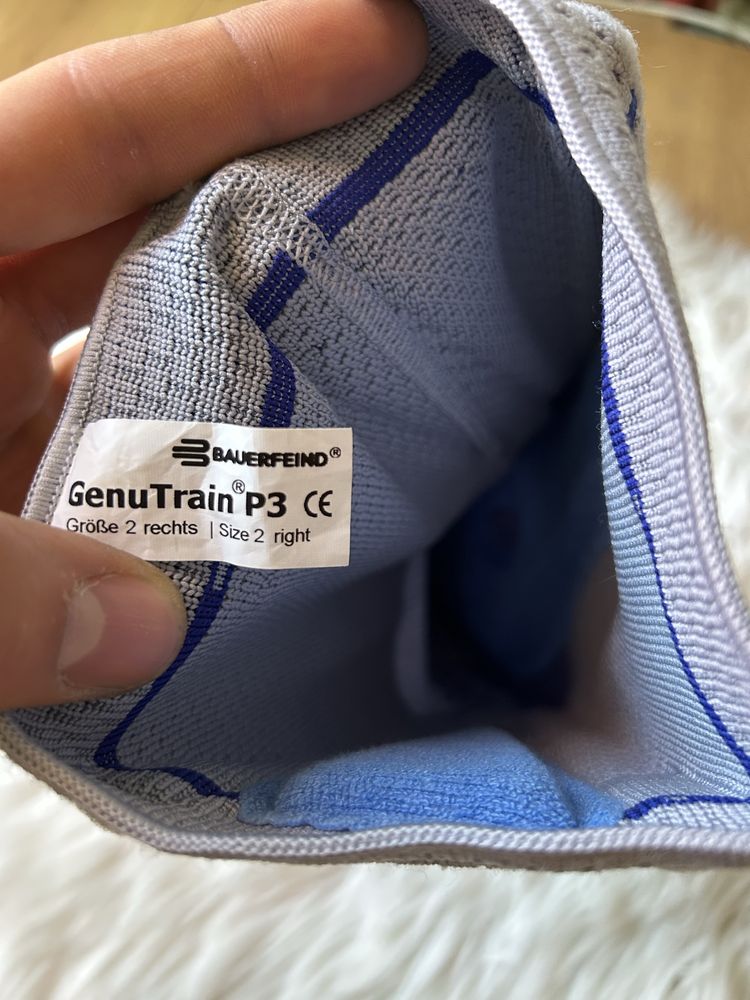 BAUERFEIND®
GenuTrain® P3 CE
Größe 2 rechts | Size 2 right